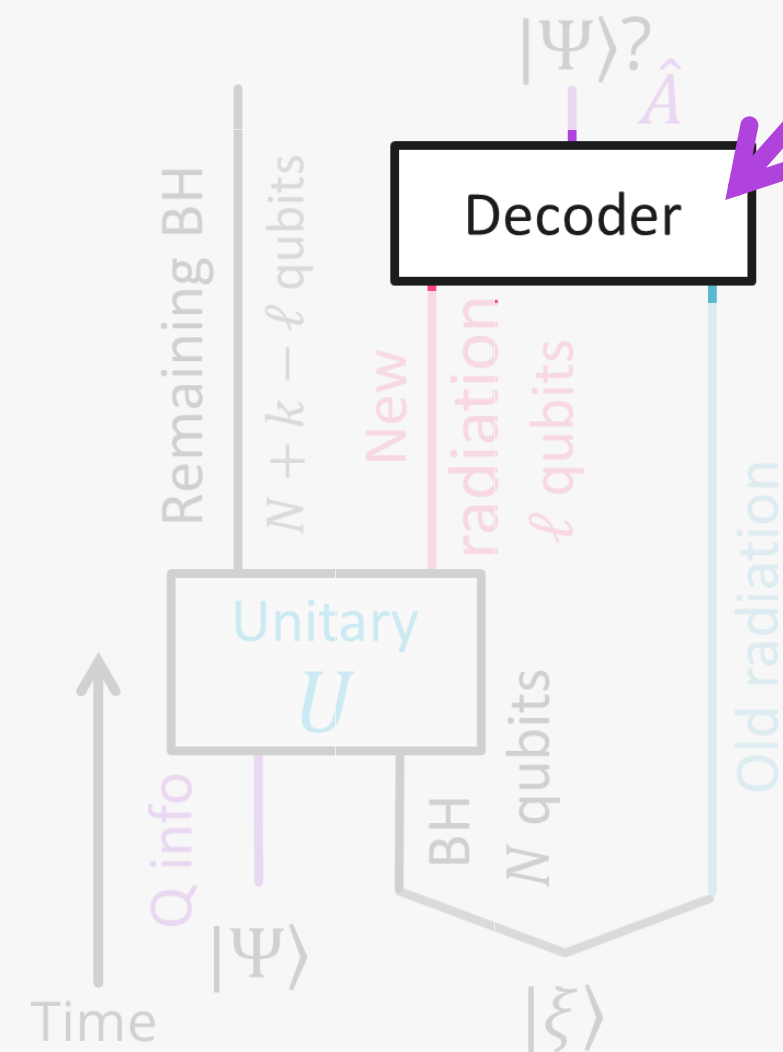 |Ψ⟩?
Â
Decoder
Remaining BH
N + k − ℓ qubits
New
radiation
ℓ qubits
Old radiation
Unitary
U
Q info
BH
N qubits
|Ψ⟩
|ξ⟩
Time